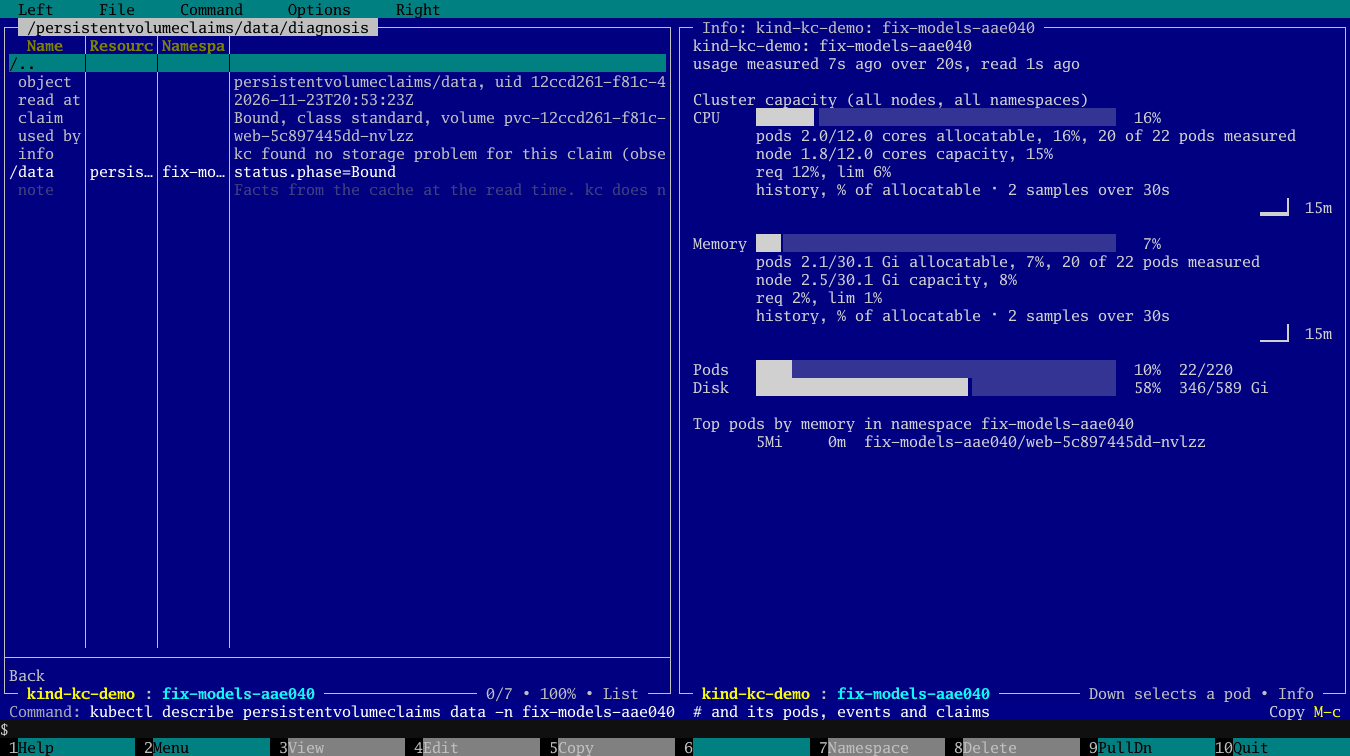 Left File Command Options Right
/persistentvolumeclaims/data/diagnosis
Name Resourc Namespa
/..
object persistentvolumeclaims/data, uid 12ccd261-f81c-4
read at 2026-11-23T20:53:23Z
claim Bound, class standard, volume pvc-12ccd261-f81c-
used by web-5c897445dd-nvlzz
info kc found no storage problem for this claim (obse
/data persis… fix-mo… status.phase=Bound
note Facts from the cache at the read time. kc does n
Back
kind-kc-demo : fix-models-aae040 0/7 • 100% • List
Info: kind-kc-demo: fix-models-aae040
kind-kc-demo: fix-models-aae040
usage measured 7s ago over 20s, read 1s ago
Cluster capacity (all nodes, all namespaces)
CPU 16%
pods 2.0/12.0 cores allocatable, 16%, 20 of 22 pods measured
node 1.8/12.0 cores capacity, 15%
req 12%, lim 6%
history, % of allocatable · 2 samples over 30s
15m
Memory 7%
pods 2.1/30.1 Gi allocatable, 7%, 20 of 22 pods measured
node 2.5/30.1 Gi capacity, 8%
req 2%, lim 1%
history, % of allocatable · 2 samples over 30s
15m
Pods 10% 22/220
Disk 58% 346/589 Gi
Top pods by memory in namespace fix-models-aae040
5Mi 0m fix-models-aae040/web-5c897445dd-nvlzz
kind-kc-demo : fix-models-aae040 Down selects a pod • Info
Command: kubectl describe persistentvolumeclaims data -n fix-models-aae040 # and its pods, events and claims Copy M-c
$
1Help 2Menu 3View 4Edit 5Copy 6 7Namespace 8Delete 9PullDn 10Quit